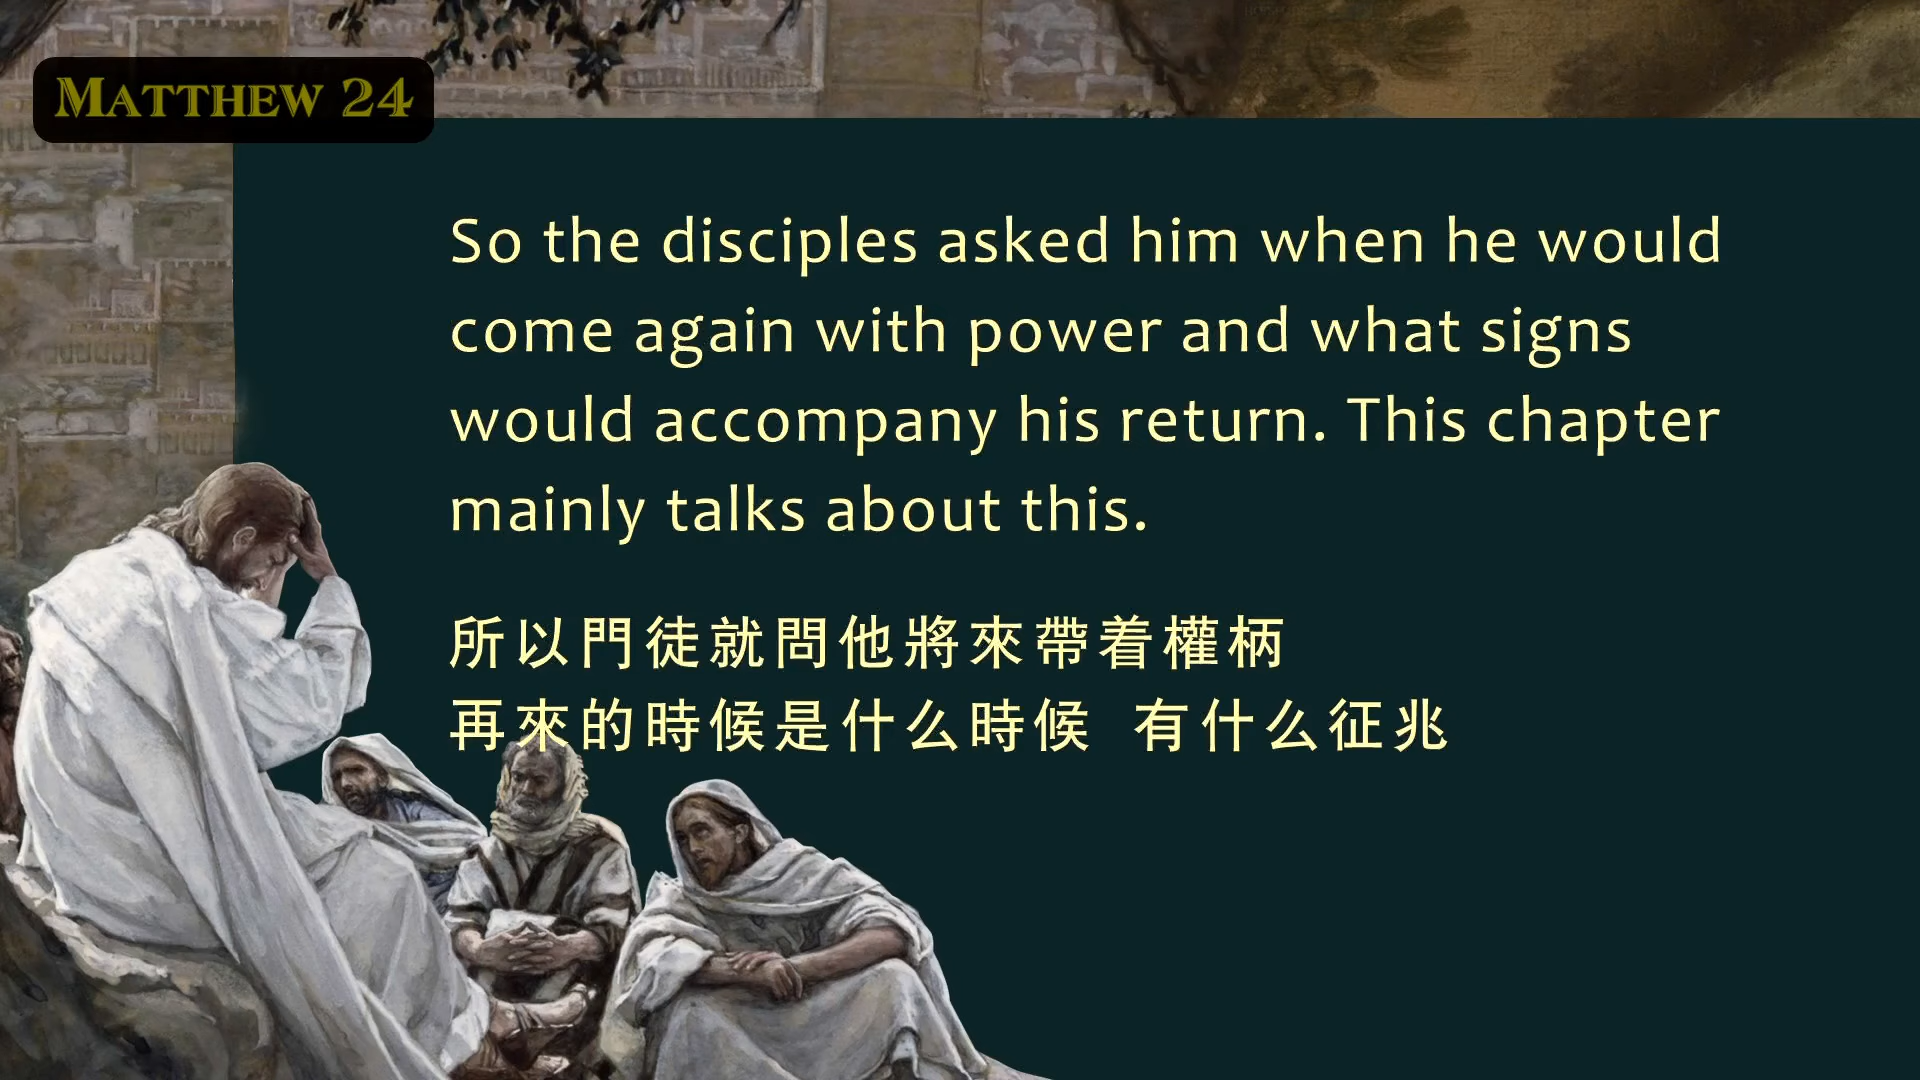 MATTHEW 24
So the disciples asked him when he would
come again with power and what signs
would accompany his return. This chapter
mainly talks about this.
所以門徒就問他將來帶着權柄
再來的時候是什么時候 有什么征兆